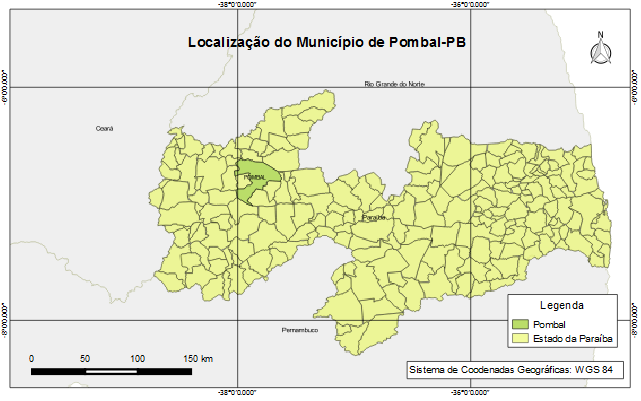 -38°0'0.000"
-36°0'0.000"
Localização do Município de Pombal-PB
N
-6°0'0.000"
-6°0'0.000"
Rio Grande do Norte
Ceará
POMBAL
Paraíba
Legenda
Pombal
Estado da Paraíba
-8°0'0.000"
-8°0'0.000"
Pernambuco
0 50 100 150 km
Sistema de Coodenadas Geográficas: WGS 84
-38°0'0.000"
-36°0'0.000"